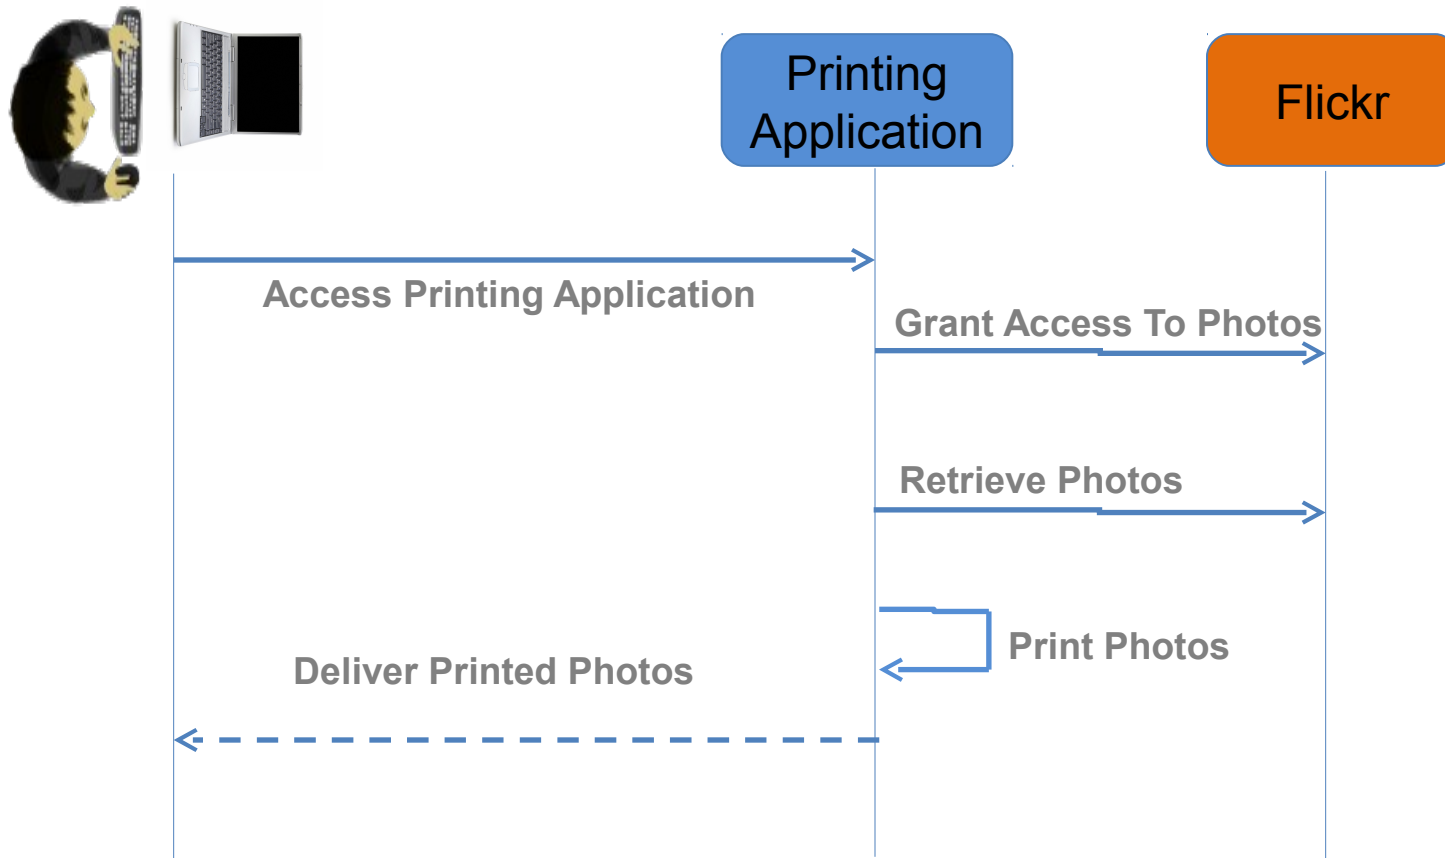 Printing
Application
Flickr
Access Printing Application
Grant Access To Photos
Retrieve Photos
Print Photos
Deliver Printed Photos